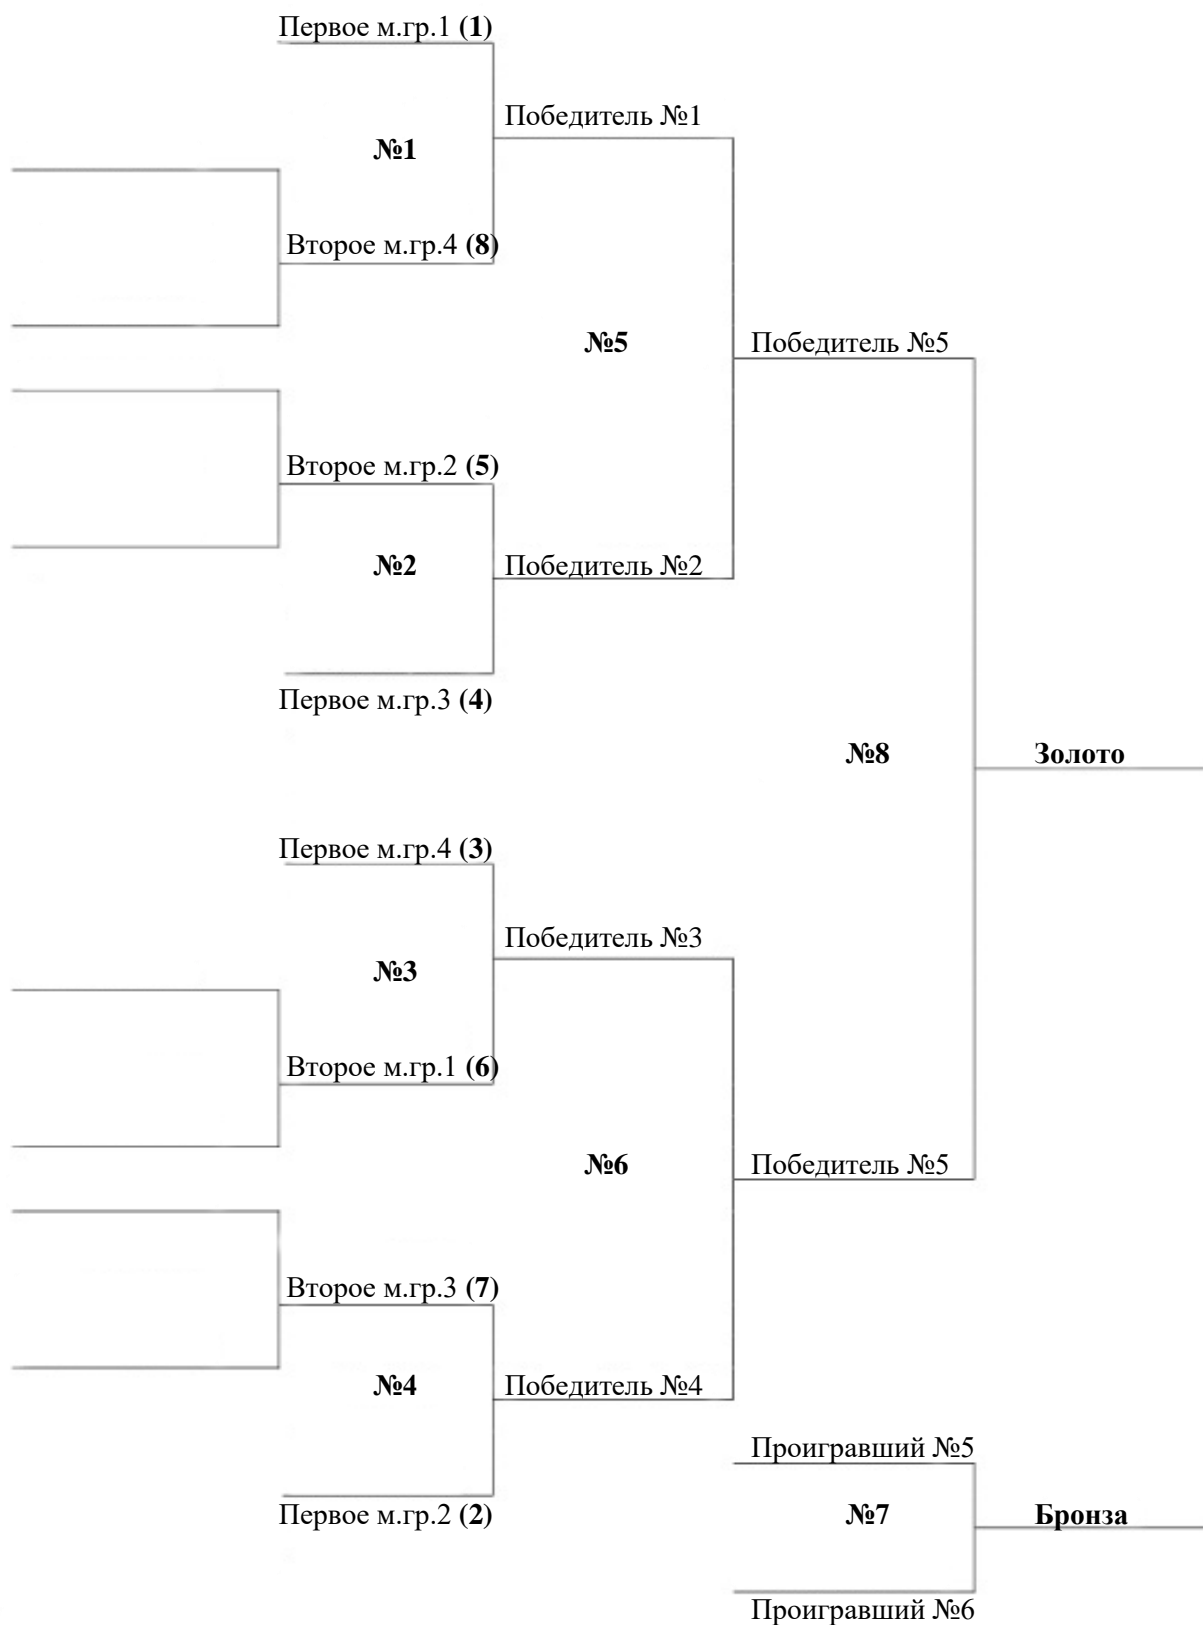 Первое м.гр.1 (1)
Победитель №1
№1
Второе м.гр.4 (8)
№5
Победитель №5
Второе м.гр.2 (5)
№2
Победитель №2
Первое м.гр.3 (4)
№8
Золото
Первое м.гр.4 (3)
Победитель №3
№3
Второе м.гр.1 (6)
№6
Победитель №5
Второе м.гр.3 (7)
№4
Победитель №4
Проигравший №5
Первое м.гр.2 (2)
№7
Бронза
Проигравший №6